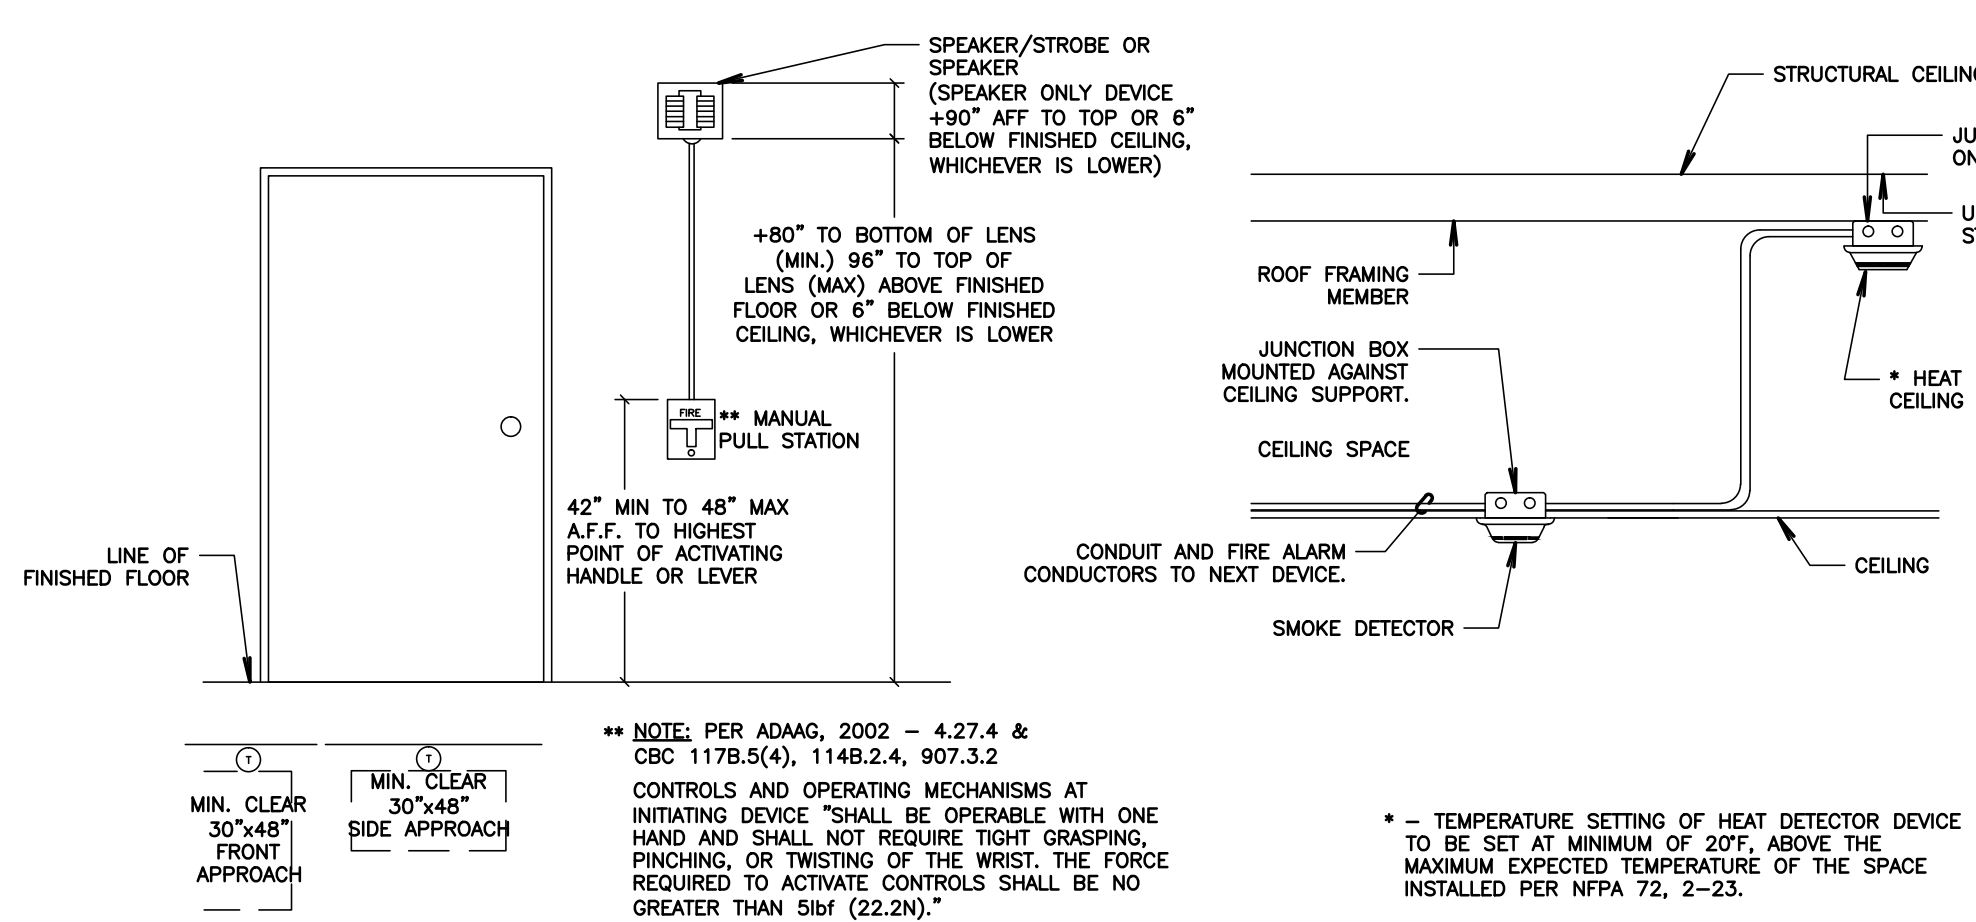 SPEAKER/STROBE OR
SPEAKER
(SPEAKER ONLY DEVICE
+90" AFF TO TOP OR 6"
BELOW FINISHED CEILING,
WHICHEVER IS LOWER)
+80" TO BOTTOM OF LENS
(MIN.) 96" TO TOP OF
LENS (MAX) ABOVE FINISHED
FLOOR OR 6" BELOW FINISHED
CEILING, WHICHEVER IS LOWER
FIRE
** MANUAL
PULL STATION
42" MIN TO 48" MAX
A.F.F. TO HIGHEST
POINT OF ACTIVATING
HANDLE OR LEVER
LINE OF
FINISHED FLOOR
T
MIN. CLEAR
30"x48"
FRONT
APPROACH
T
MIN. CLEAR
30"x48"
SIDE APPROACH
** NOTE: PER ADAAG, 2002 – 4.27.4 &
CBC 117B.5(4), 114B.2.4, 907.3.2
CONTROLS AND OPERATING MECHANISMS AT
INITIATING DEVICE "SHALL BE OPERABLE WITH ONE
HAND AND SHALL NOT REQUIRE TIGHT GRASPING,
PINCHING, OR TWISTING OF THE WRIST. THE FORCE
REQUIRED TO ACTIVATE CONTROLS SHALL BE NO
GREATER THAN 5lbf (22.2N)."
STRUCTURAL CEILING
JU
ON
U
ST
ROOF FRAMING
MEMBER
JUNCTION BOX
MOUNTED AGAINST
CEILING SUPPORT.
CEILING SPACE
* HEAT
CEILING
CONDUIT AND FIRE ALARM
CONDUCTORS TO NEXT DEVICE.
CEILING
SMOKE DETECTOR
* – TEMPERATURE SETTING OF HEAT DETECTOR DEVICE
TO BE SET AT MINIMUM OF 20°F, ABOVE THE
MAXIMUM EXPECTED TEMPERATURE OF THE SPACE
INSTALLED PER NFPA 72, 2–23.